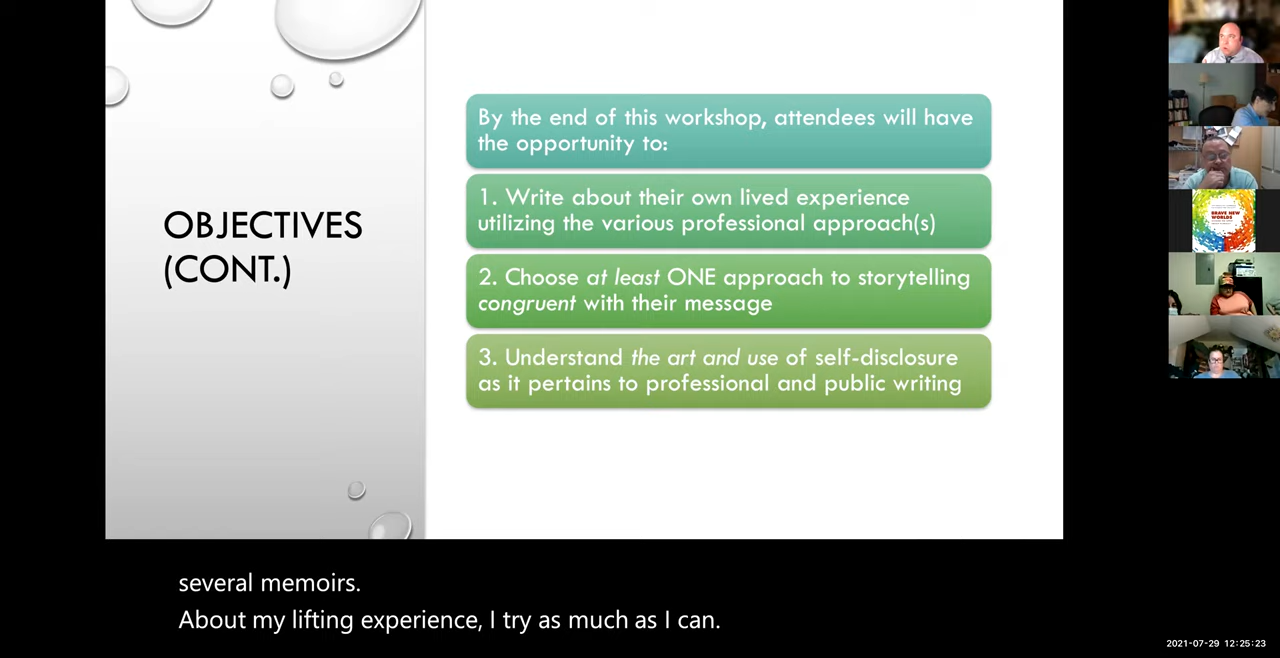 OBJECTIVES
(CONT.)
By the end of this workshop, attendees will have
the opportunity to:
1. Write about their own lived experience
utilizing the various professional approach(s)
2. Choose at least ONE approach to storytelling
congruent with their message
3. Understand the art and use of self-disclosure
as it pertains to professional and public writing
BRAVE NEW
WORLDS
several memoirs.
About my lifting experience, I try as much as I can.
2021-07-29 12:25:23